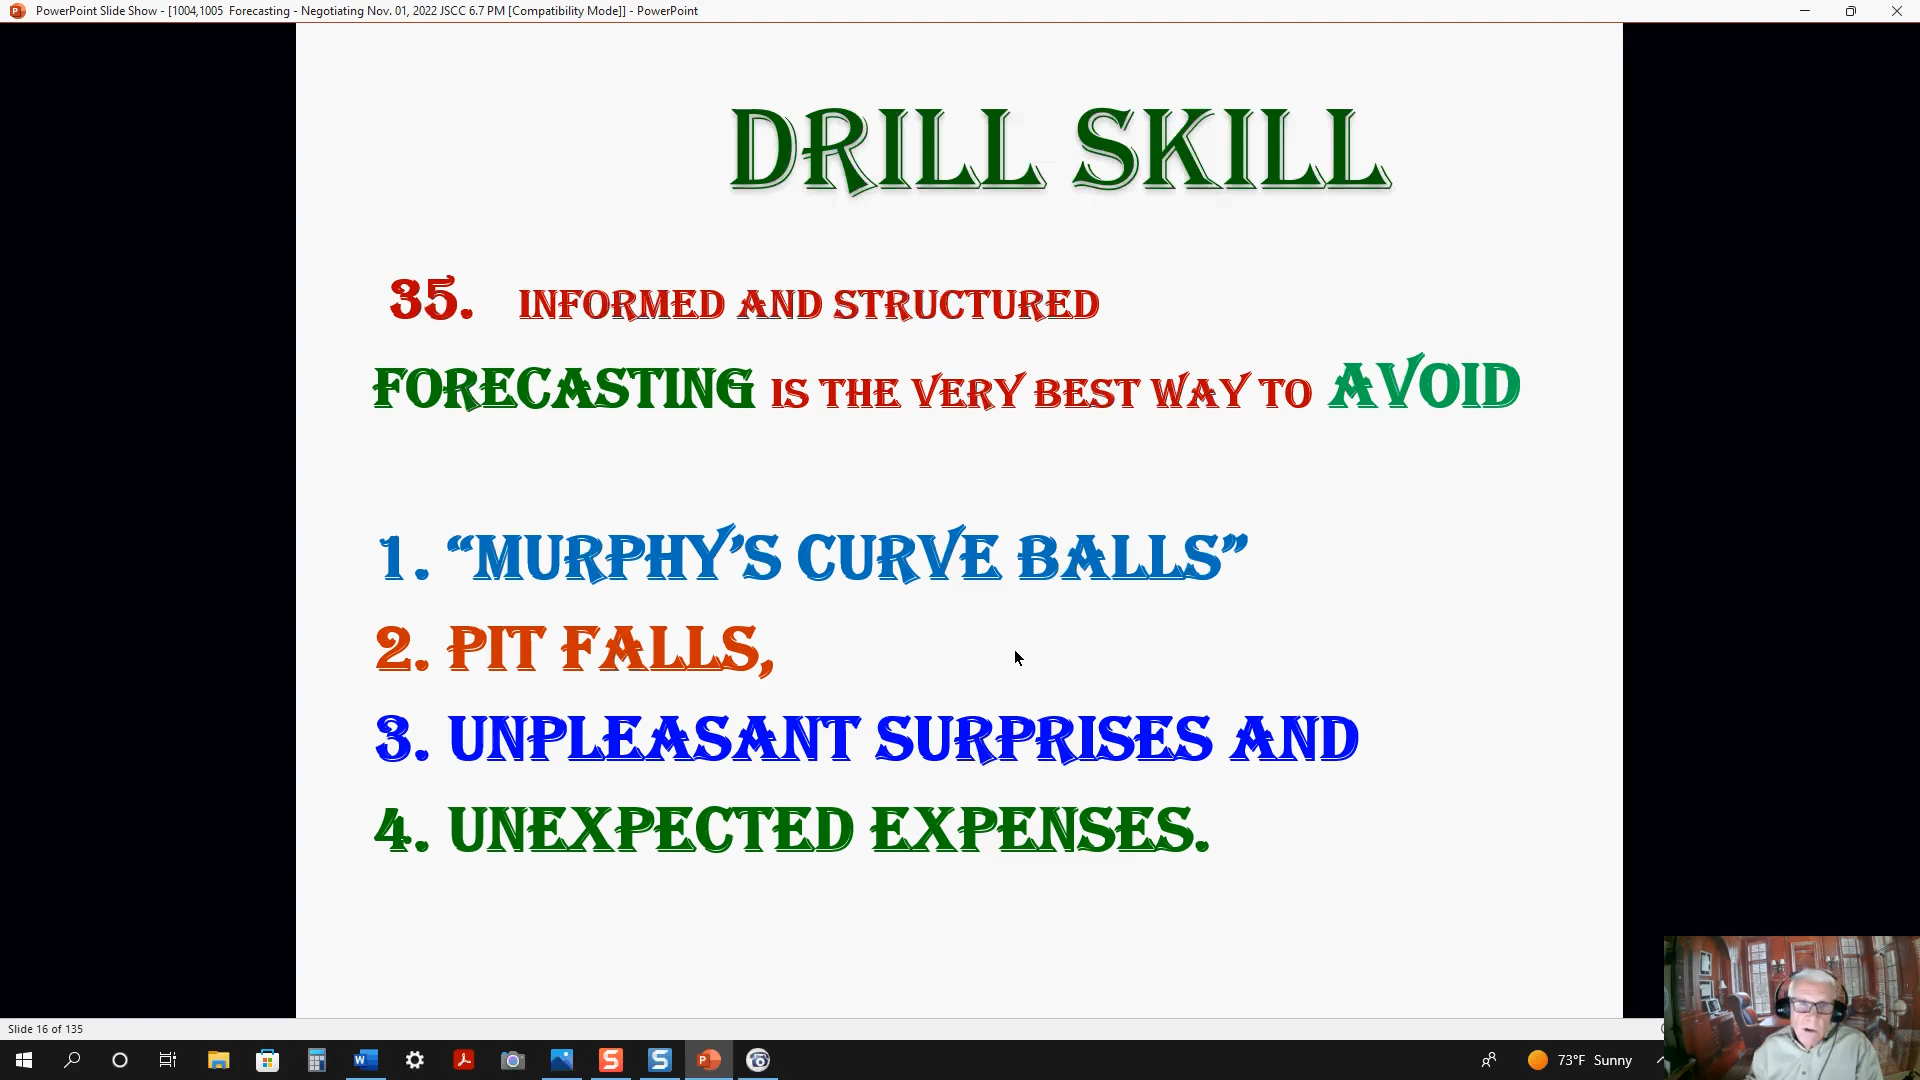 PowerPoint Slide Show - [1004,1005 Forecasting - Negotiating Nov. 01, 2022 JSCC 6.7 PM [Compatibility Mode]] - PowerPoint
DRILL SKILL
35. INFORMED AND STRUCTURED
FORECASTING IS THE VERY BEST WAY TO AVOID
1. “MURPHY’S CURVE BALLS”
2. PIT FALLS,
3. UNPLEASANT SURPRISES AND
4. UNEXPECTED EXPENSES.
Slide 16 of 135
73°F Sunny